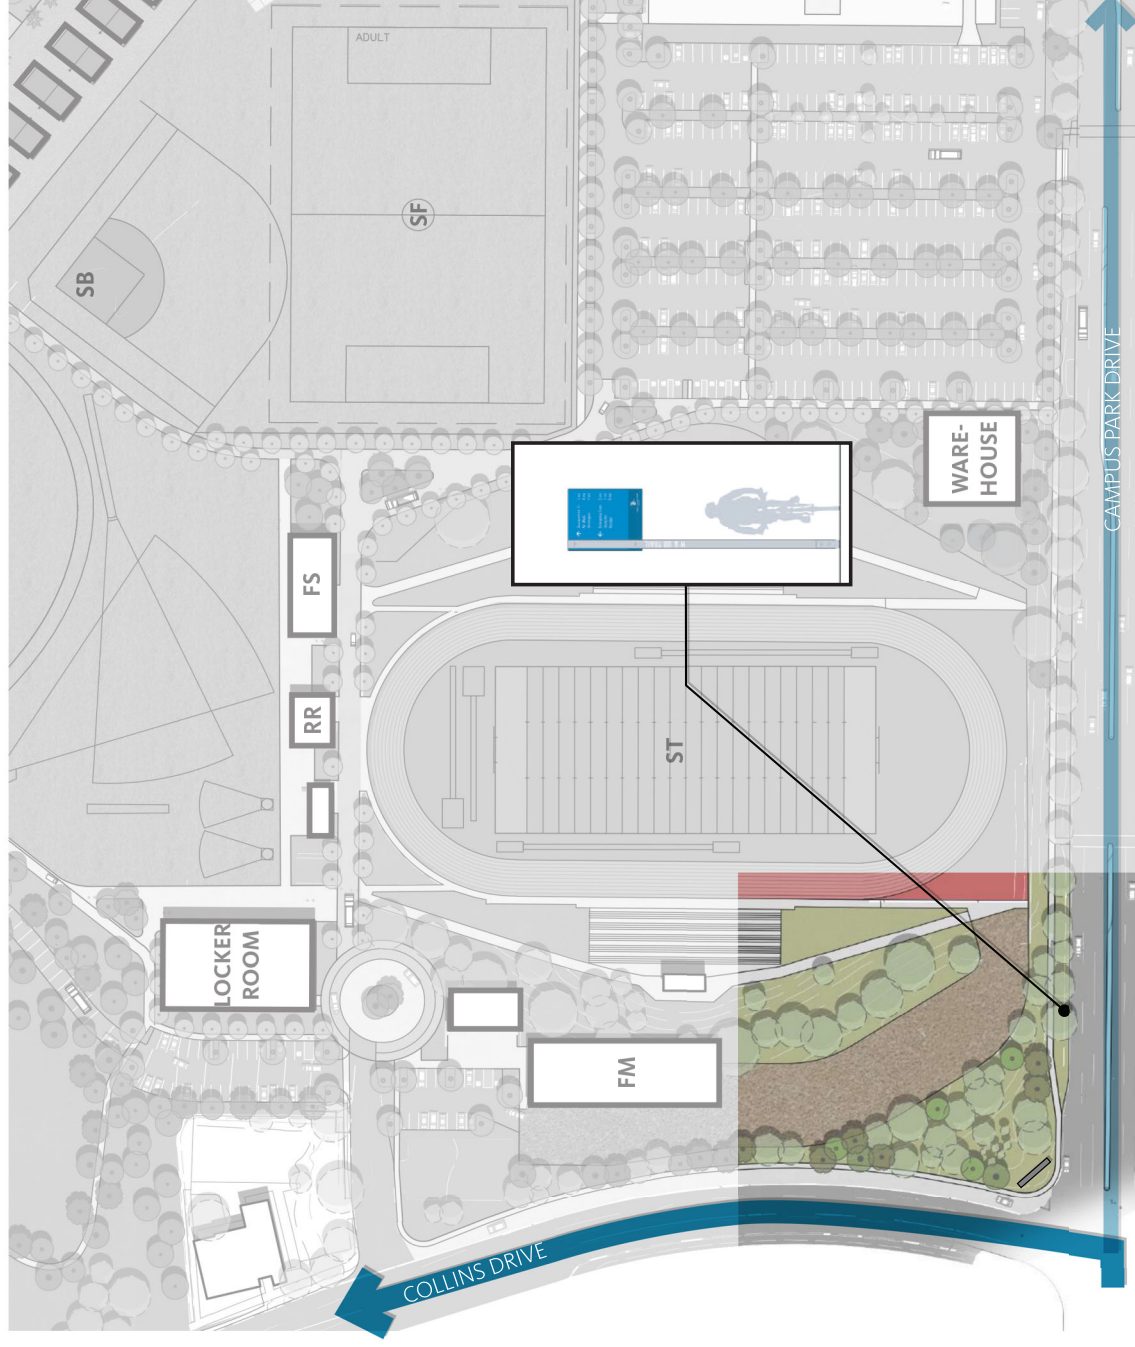 ADULT
SF
SB
CAMPUS PARK DRIVE
WARE-
HOUSE
FS
RR
ST
LOCKER
ROOM
FM
COLLINS DRIVE